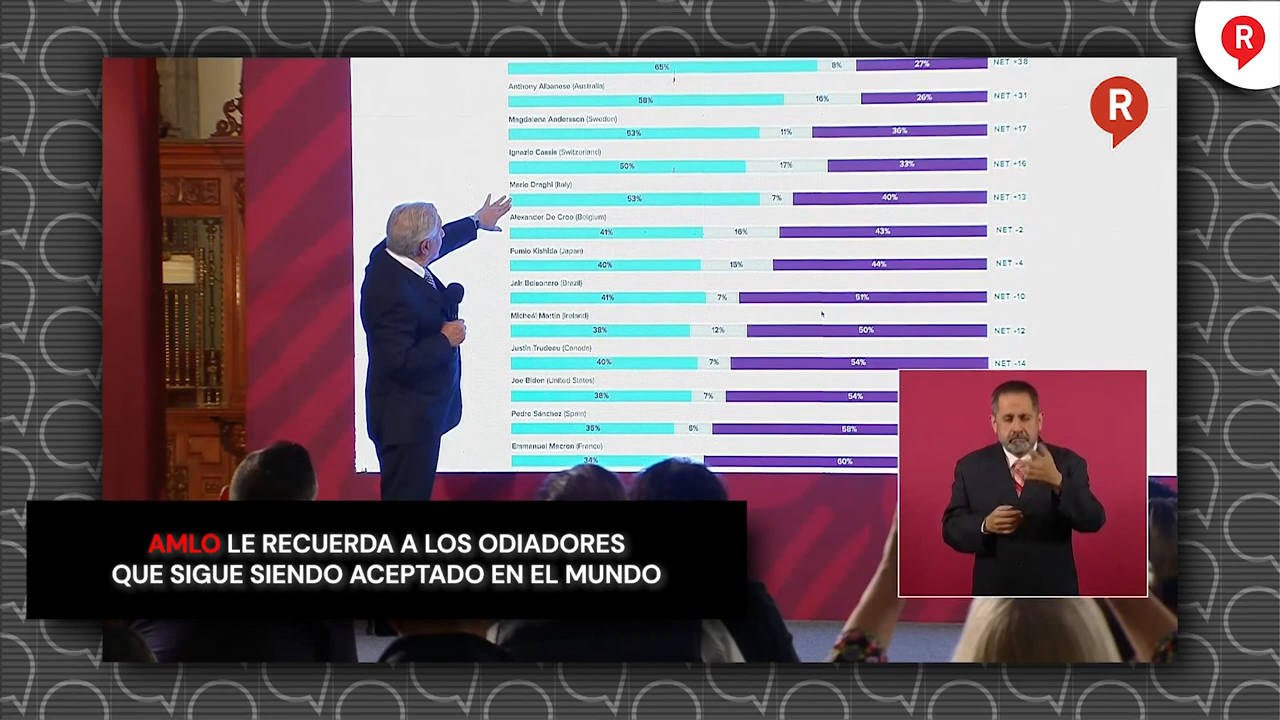 R
65% 8% 27% NET +38
R
Anthony Albanese (Australia)
58% 16% 26% NET +31
Magdalena Andersson (Sweden)
53% 11% 36% NET +17
Ignazio Cassis (Switzerland)
50% 17% 33% NET +16
Mario Draghi (Italy)
53% 7% 40% NET +13
Alexander De Croo (Belgium)
41% 16% 43% NET -2
Fumio Kishida (Japan)
40% 15% 44% NET -4
Jair Bolsonaro (Brazil)
41% 7% 51% NET -10
Micheál Martin (Ireland)
38% 12% 50% NET -12
Justin Trudeau (Canada)
40% 7% 54% NET -14
Joe Biden (United States)
38% 7% 54%
Pedro Sánchez (Spain)
35% 6% 58%
Emmanuel Macron (France)
34% 60%
AMLO LE RECUERDA A LOS ODIADORES
QUE SIGUE SIENDO ACEPTADO EN EL MUNDO